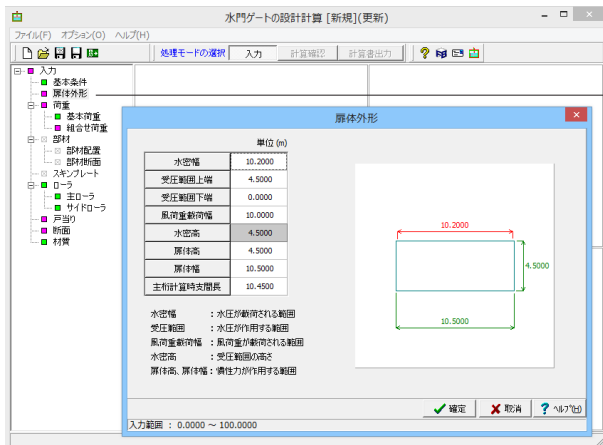 水門ゲートの設計計算 [新規](更新)
ファイル(F) オプション(O) ヘルプ(H)
処理モードの選択 入力 計算確認 計算書出力
入力
基本条件
扉体外形
荷重
基本荷重
組合せ荷重
部材
部材配置
部材断面
スキンプレート
ローラ
主ローラ
サイドローラ
戸当り
断面
材質
扉体外形
単位 (m)
水密幅 10.2000
受圧範囲上端 4.5000
受圧範囲下端 0.0000
風荷重載荷幅 10.0000
水密高 4.5000
扉体高 4.5000
扉体幅 10.5000
主桁計算時支間長 10.4500
10.2000
4.5000
10.5000
水密幅 :水圧が載荷される範囲
受圧範囲 :水圧が作用する範囲
風荷重載荷幅:風荷重が載荷される範囲
水密高 :受圧範囲の高さ
扉体高、扉体幅:慣性力が作用する範囲
確定 取消 ? ヘルプ(H)
入力範囲 : 0.0000 ~ 100.0000